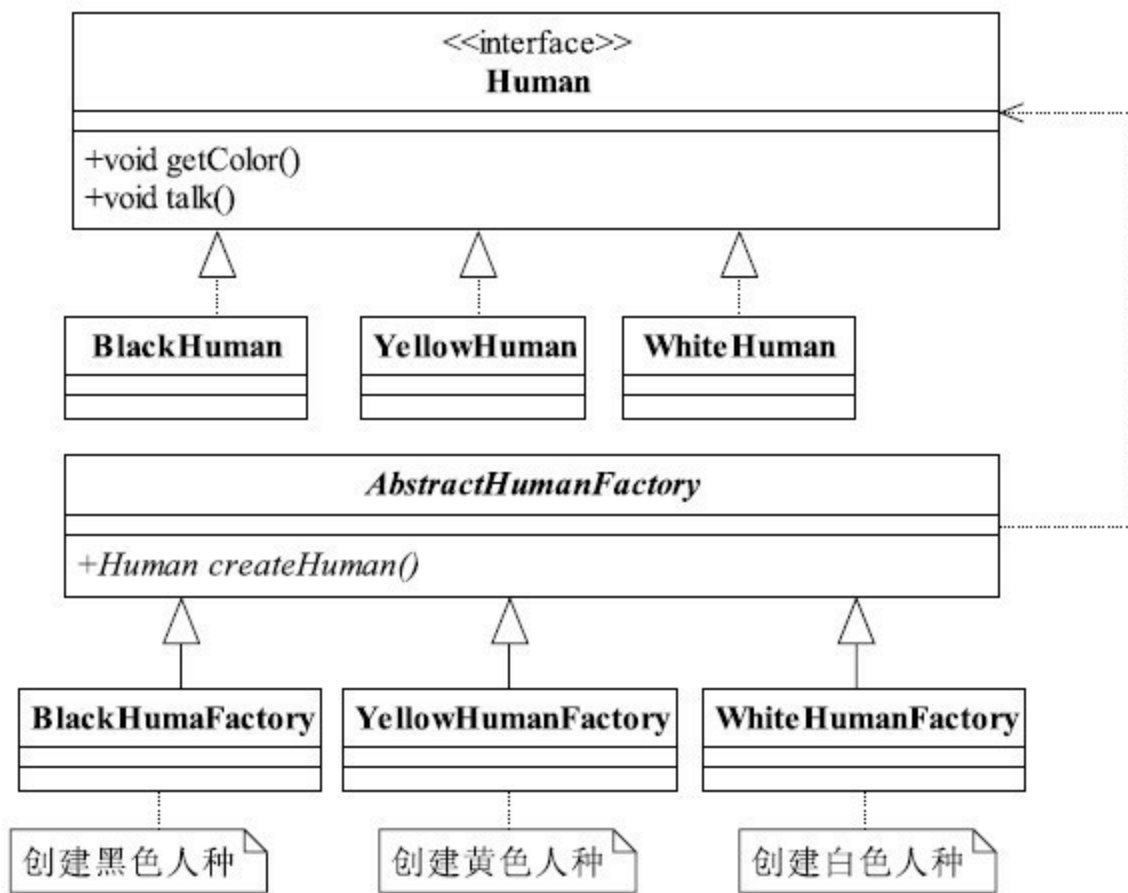 <<interface>>
Human
+void getColor()
+void talk()
BlackHuman
YellowHuman
WhiteHuman
AbstractHumanFactory
+Human createHuman()
BlackHumaFactory
YellowHumanFactory
WhiteHumanFactory
创建黑色人种
创建黄色人种
创建白色人种